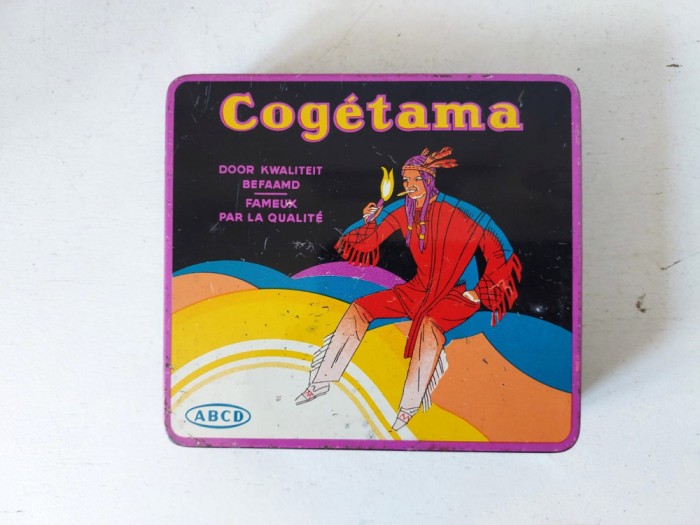 Cogétama
DOOR KWALITEIT
BEFAAMD
FAMEUX
PAR LA QUALITÉ
ABCD